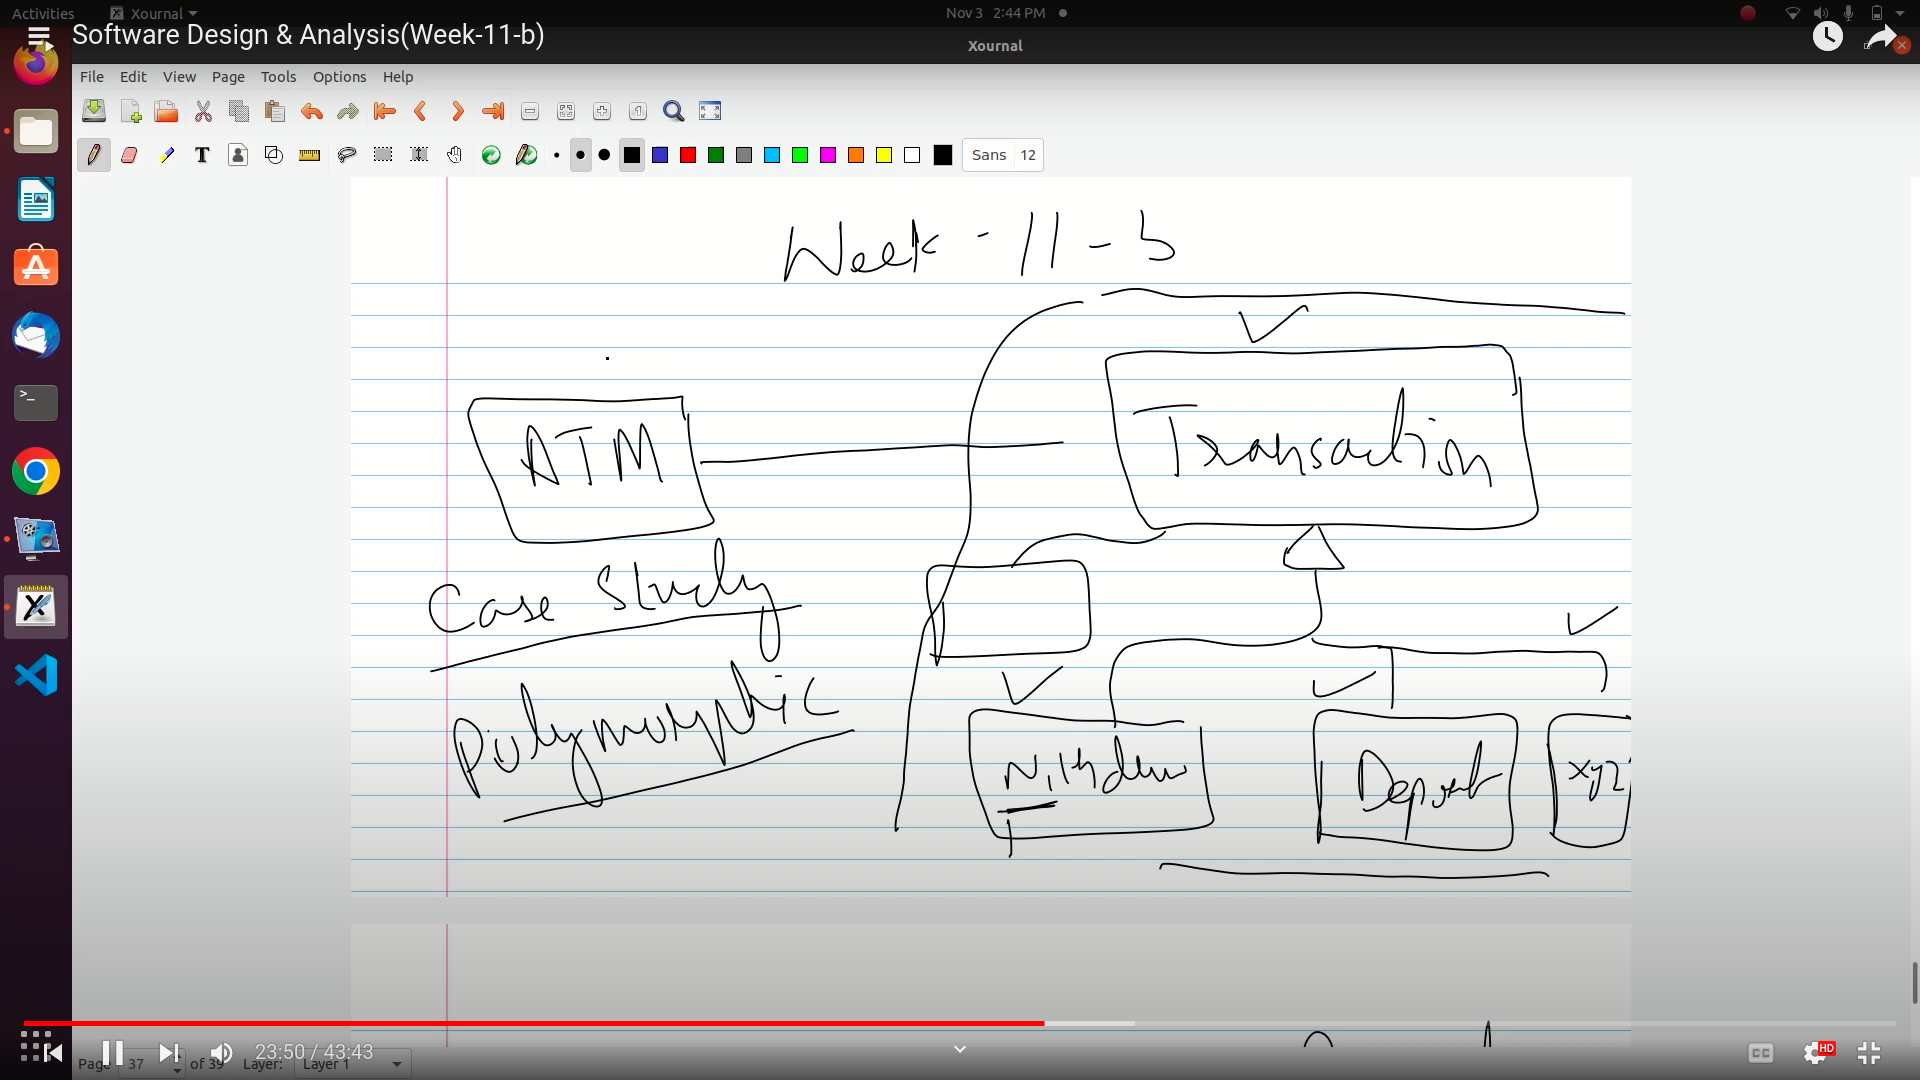 Activities Xournal Nov 3 2:44 PM
Software Design & Analysis(Week-11-b)
Xournal
File Edit View Page Tools Options Help
T Sans 12
Week - 11 - b
Transaction
ATM
Case Study
Polymorphic
Deposit
xyz
23:50 / 43:43
CC HD
Page 37 of 39 Layer: Layer 1